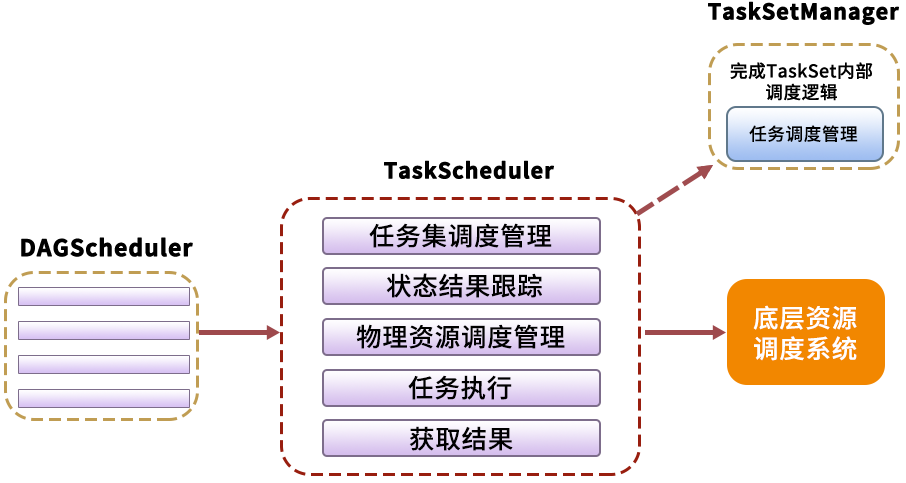 TaskSetManager
完成TaskSet内部
调度逻辑
任务调度管理
TaskScheduler
任务集调度管理
状态结果跟踪
物理资源调度管理
任务执行
获取结果
DAGScheduler
底层资源
调度系统